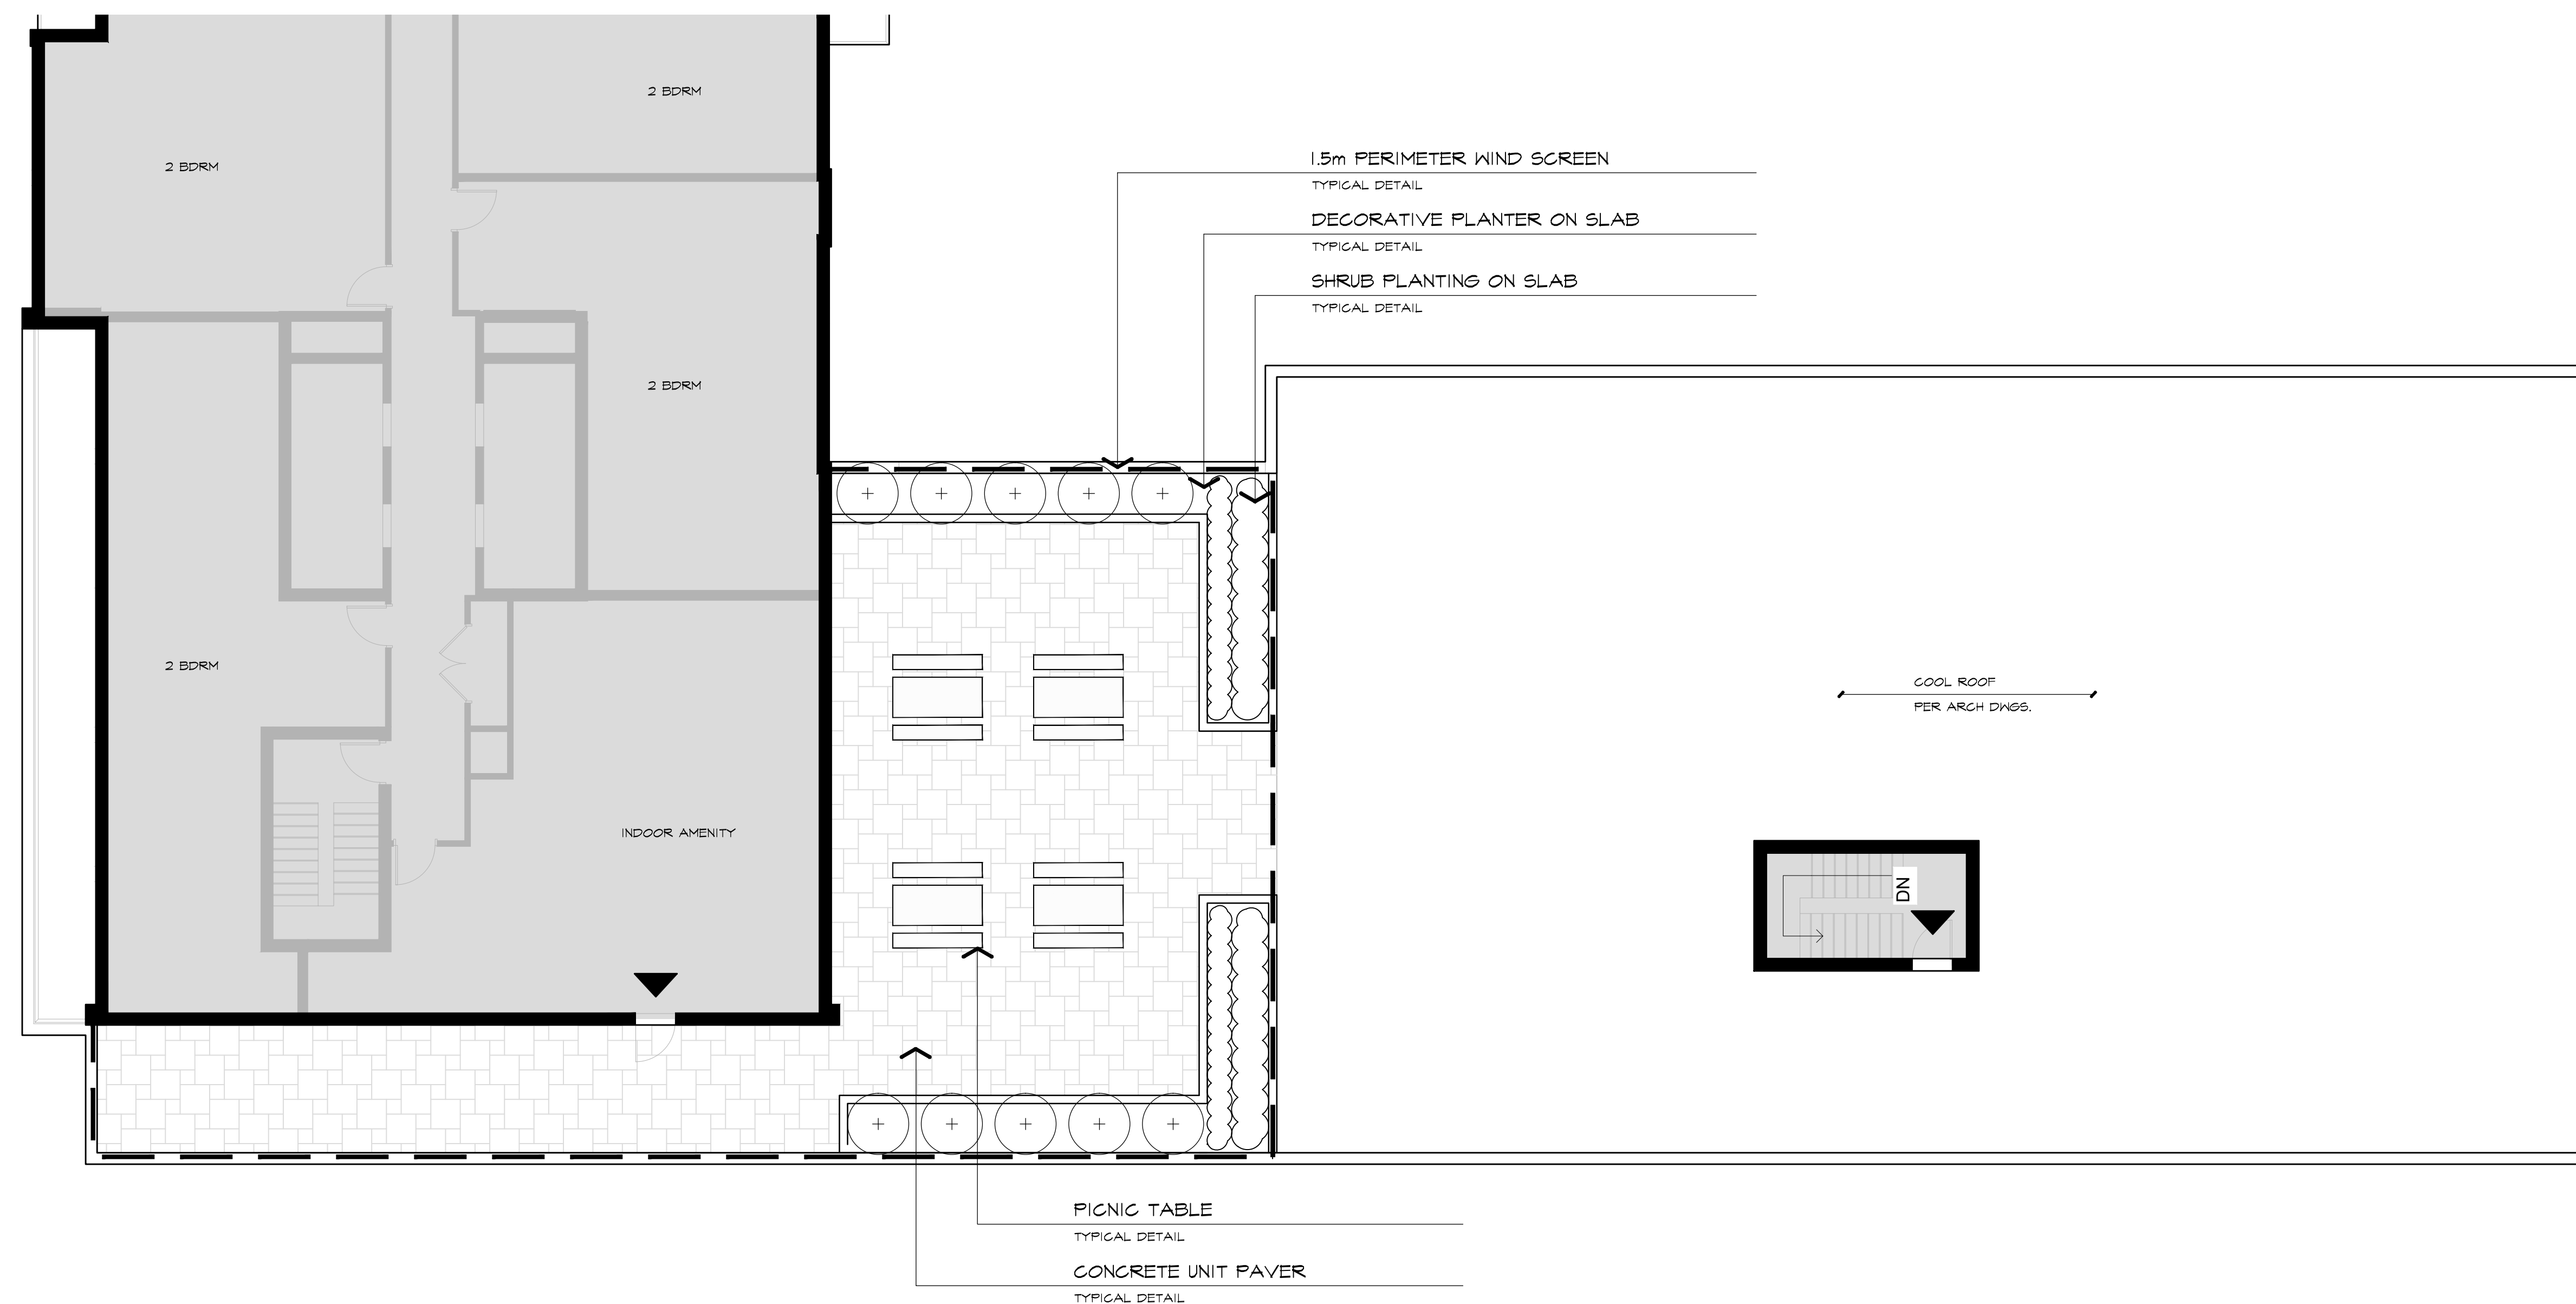 2 BDRM
2 BDRM
1.5m PERIMETER WIND SCREEN
TYPICAL DETAIL
DECORATIVE PLANTER ON SLAB
TYPICAL DETAIL
SHRUB PLANTING ON SLAB
TYPICAL DETAIL
2 BDRM
2 BDRM
COOL ROOF
PER ARCH DWGS.
INDOOR AMENITY
DN
PICNIC TABLE
TYPICAL DETAIL
CONCRETE UNIT PAVER
TYPICAL DETAIL